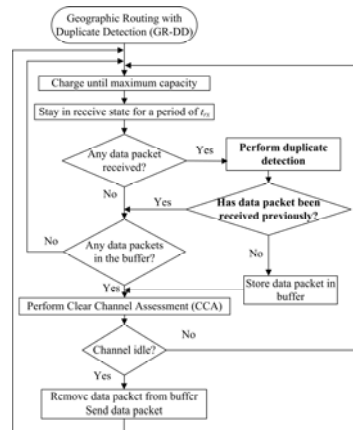 Geographic Routing with
Duplicate Detection (GR-DD)
Charge until maximum capacity
Stay in receive state for a period of trx
Any data packet
received?
Yes
Perform duplicate
detection
No
Yes
Has data packet been
received previously?
No
Any data packets
in the buffer?
No
Store data packet in
buffer
Yes
Perform Clear Channel Assessment (CCA)
No
Channel idle?
Yes
Remove data packet from buffer
Send data packet